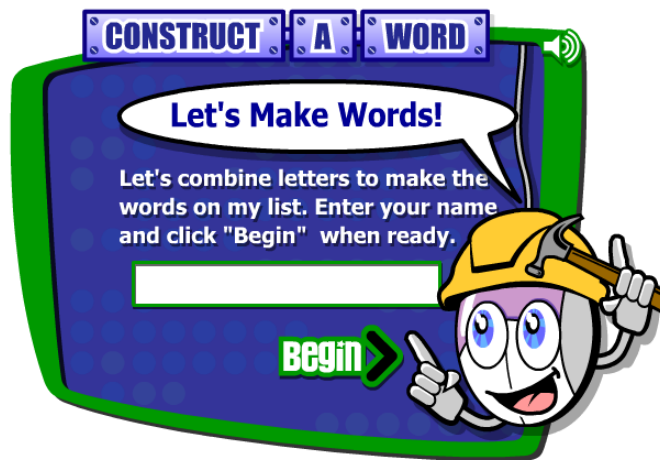 CONSTRUCT A WORD
Let's Make Words!
Let's combine letters to make the
words on my list. Enter your name
and click "Begin" when ready.
Begin